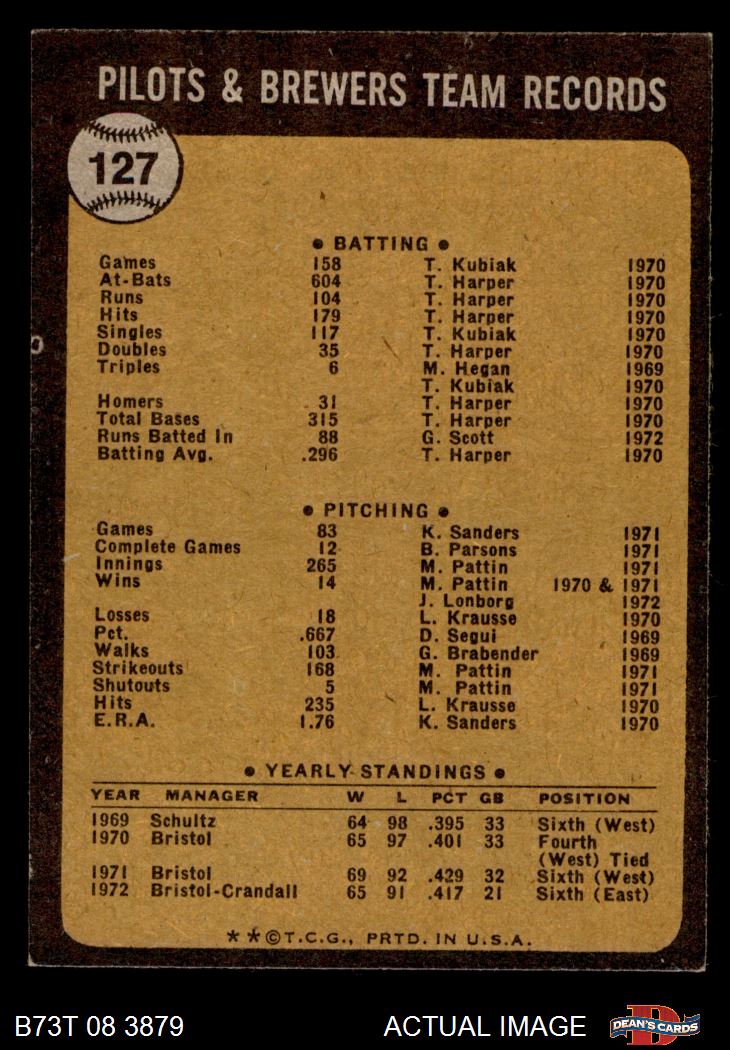 PILOTS & BREWERS TEAM RECORDS
127
● BATTING ●
Games 158 T. Kubiak 1970
At-Bats 604 T. Harper 1970
Runs 104 T. Harper 1970
Hits 179 T. Harper 1970
Singles 117 T. Kubiak 1970
Doubles 35 T. Harper 1970
Triples 6 M. Hegan 1969
T. Kubiak 1970
Homers 31 T. Harper 1970
Total Bases 315 T. Harper 1970
Runs Batted In 88 G. Scott 1972
Batting Avg. .296 T. Harper 1970
● PITCHING ●
Games 83 K. Sanders 1971
Complete Games 12 B. Parsons 1971
Innings 265 M. Pattin 1971
Wins 14 M. Pattin 1970 & 1971
J. Lonborg 1972
Losses 18 L. Krausse 1970
Pct. .667 D. Segui 1969
Walks 103 G. Brabender 1969
Strikeouts 168 M. Pattin 1971
Shutouts 5 M. Pattin 1971
Hits 235 L. Krausse 1970
E.R.A. 1.76 K. Sanders 1970
● YEARLY STANDINGS ●
YEAR MANAGER W L PCT GB POSITION
1969 Schultz 64 98 .395 33 Sixth (West)
1970 Bristol 65 97 .401 33 Fourth
(West) Tied
1971 Bristol 69 92 .429 32 Sixth (West)
1972 Bristol-Crandall 65 91 .417 21 Sixth (East)
* * © T.C.G., PRTD. IN U.S.A.
B73T 08 3879 ACTUAL IMAGE DEAN'S CARDS